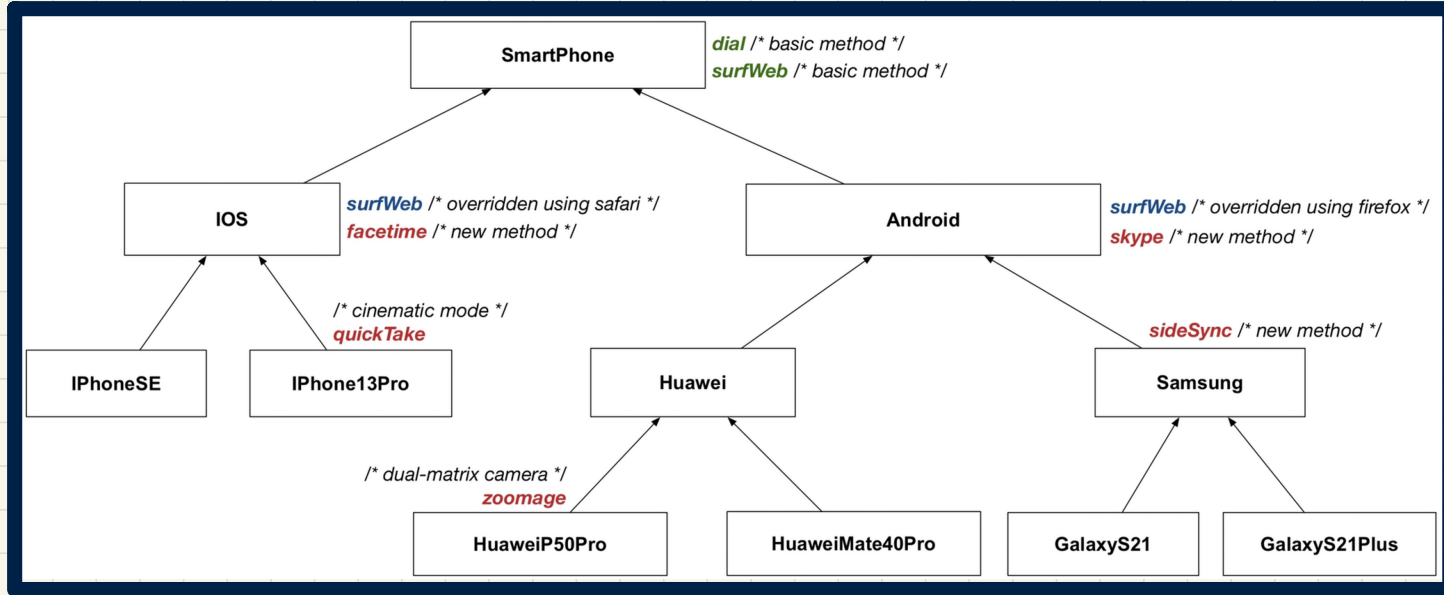 SmartPhone
dial /* basic method */
surfWeb /* basic method */
IOS
surfWeb /* overridden using safari */
facetime /* new method */
Android
surfWeb /* overridden using firefox */
skype /* new method */
/* cinematic mode */
quickTake
sideSync /* new method */
IPhoneSE
IPhone13Pro
Huawei
Samsung
/* dual-matrix camera */
zoomage
HuaweiP50Pro
HuaweiMate40Pro
GalaxyS21
GalaxyS21Plus